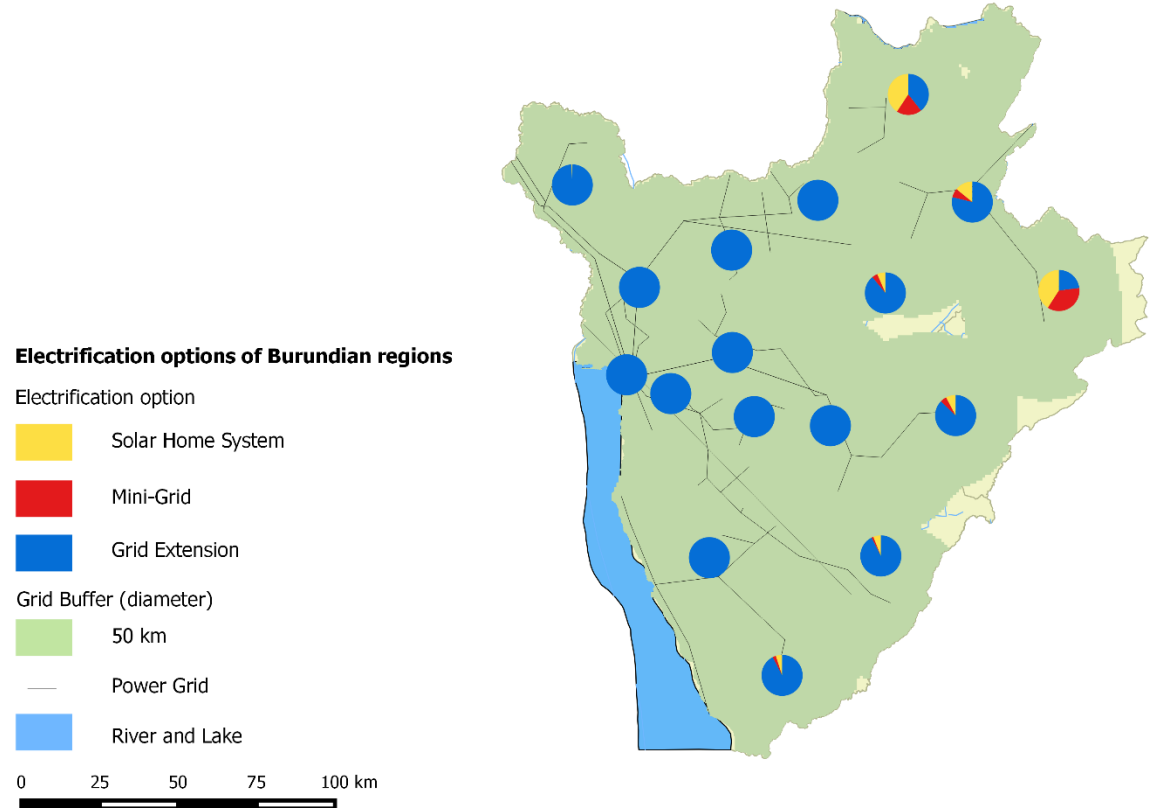 Electrification options of Burundian regions
Electrification option
Solar Home System
Mini-Grid
Grid Extension
Grid Buffer (diameter)
50 km
Power Grid
River and Lake
0 25 50 75 100 km